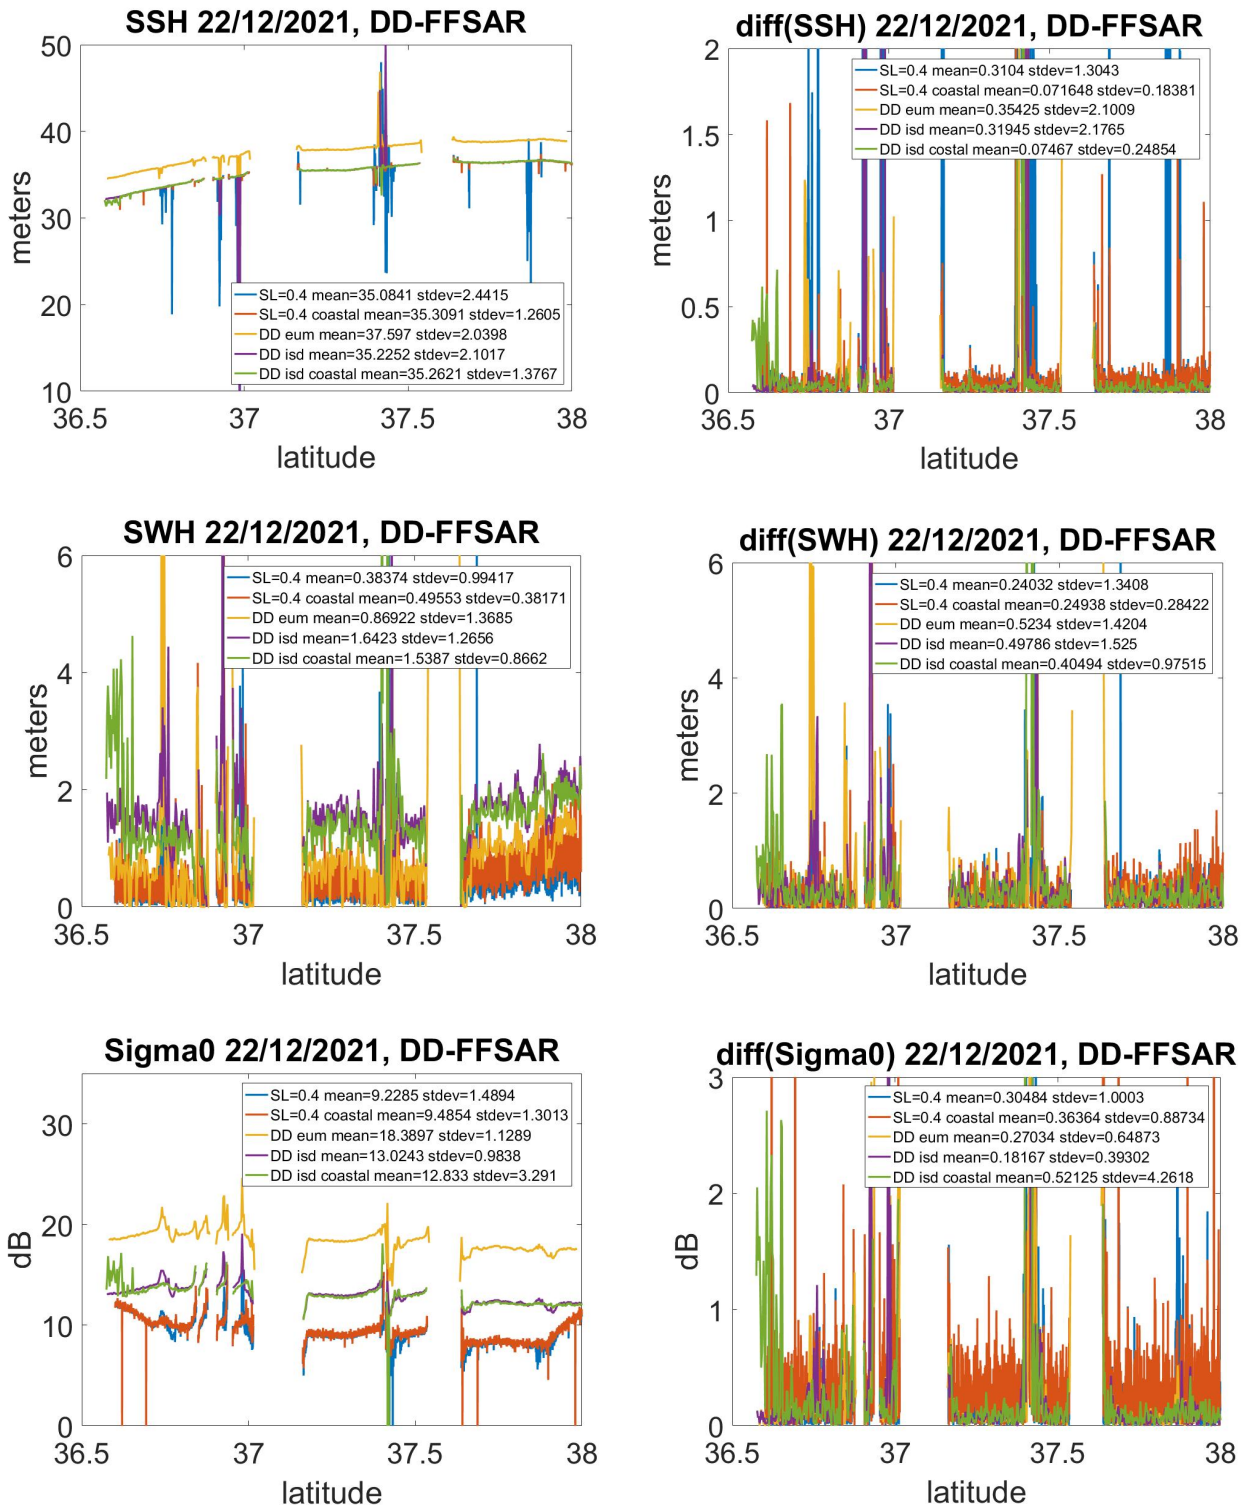 SSH 22/12/2021, DD-FFSAR
50
40
30
20
10
meters
SL=0.4 mean=35.0841 stdev=2.4415
SL=0.4 coastal mean=35.3091 stdev=1.2605
DD eum mean=37.597 stdev=2.0398
DD isd mean=35.2252 stdev=2.1017
DD isd coastal mean=35.2621 stdev=1.3767
36.5 37 37.5 38
latitude
diff(SSH) 22/12/2021, DD-FFSAR
2
1.5
1
0.5
0
meters
SL=0.4 mean=0.3104 stdev=1.3043
SL=0.4 coastal mean=0.071648 stdev=0.18381
DD eum mean=0.35425 stdev=2.1009
DD isd mean=0.31945 stdev=2.1765
DD isd costal mean=0.07467 stdev=0.24854
36.5 37 37.5 38
latitude
SWH 22/12/2021, DD-FFSAR
6
4
2
0
meters
SL=0.4 mean=0.38374 stdev=0.99417
SL=0.4 coastal mean=0.49553 stdev=0.38171
DD eum mean=0.86922 stdev=1.3685
DD isd mean=1.6423 stdev=1.2656
DD isd coastal mean=1.5387 stdev=0.8662
36.5 37 37.5 38
latitude
diff(SWH) 22/12/2021, DD-FFSAR
6
4
2
0
meters
SL=0.4 mean=0.24032 stdev=1.3408
SL=0.4 coastal mean=0.24938 stdev=0.28422
DD eum mean=0.5234 stdev=1.4204
DD isd mean=0.49786 stdev=1.525
DD isd coastal mean=0.40494 stdev=0.97515
36.5 37 37.5 38
latitude
Sigma0 22/12/2021, DD-FFSAR
30
20
10
0
dB
SL=0.4 mean=9.2285 stdev=1.4894
SL=0.4 coastal mean=9.4854 stdev=1.3013
DD eum mean=18.3897 stdev=1.1289
DD isd mean=13.0243 stdev=0.9838
DD isd coastal mean=12.833 stdev=3.291
36.5 37 37.5 38
latitude
diff(Sigma0) 22/12/2021, DD-FFSAR
3
2
1
0
dB
SL=0.4 mean=0.30484 stdev=1.0003
SL=0.4 coastal mean=0.36364 stdev=0.88734
DD eum mean=0.27034 stdev=0.64873
DD isd mean=0.18167 stdev=0.39302
DD isd coastal mean=0.52125 stdev=4.2618
36.5 37 37.5 38
latitude